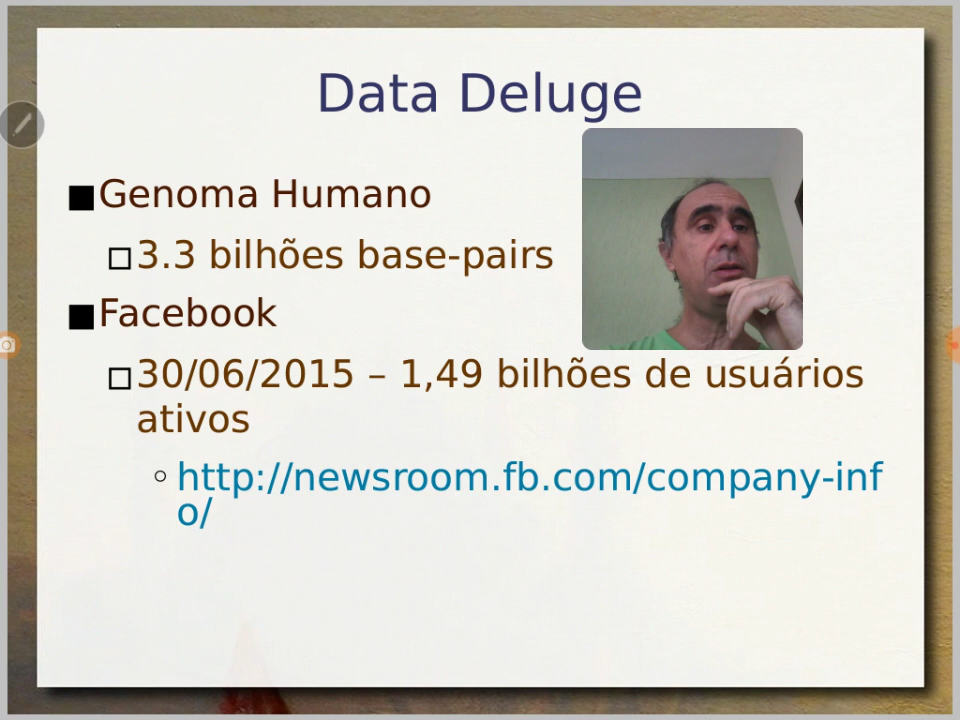 Data Deluge
Genoma Humano
3.3 bilhões base-pairs
Facebook
30/06/2015 – 1,49 bilhões de usuários
ativos
http://newsroom.fb.com/company-inf
o/